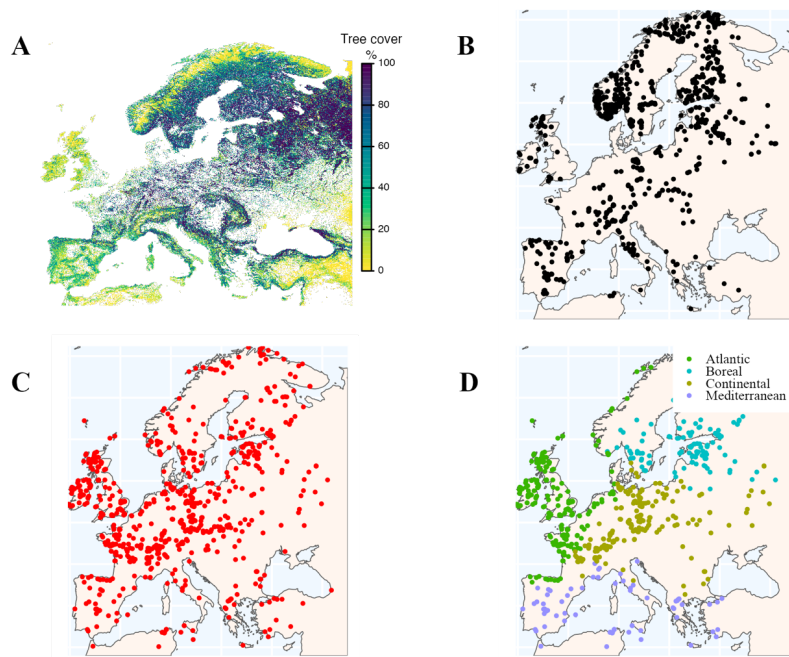 A
Tree cover
%
100
80
60
40
20
0
B
C
D
Atlantic
Boreal
Continental
Mediterranean